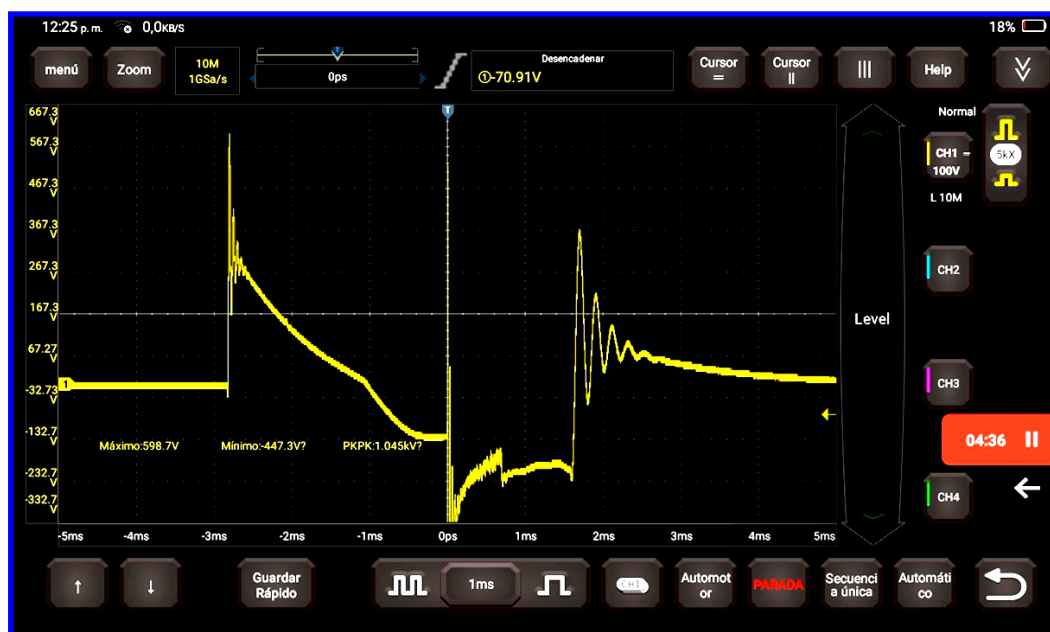 12:25 p. m. 0,0KB/S 18%
menú Zoom 10M
1GSa/s
0ps
Desencadenar
①-70.91V
Cursor
=
Cursor
||
|||
Help
T
667.3
V
567.3
V
467.3
V
367.3
V
267.3
V
167.3
V
67.27
V
-32.73
V
-132.7
V
-232.7
V
-332.7
V
1
Máximo:598.7V Mínimo:-447.3V? PKPK:1.045kV?
-5ms -4ms -3ms -2ms -1ms 0ps 1ms 2ms 3ms 4ms 5ms
Level
Normal
CH1
100V
5kX
L 10M
CH2
CH3
04:36
CH4
↑ ↓
Guardar
Rápido
1ms
CH1
Automot
or
PARADA
Secuenci
a única
Automáti
co